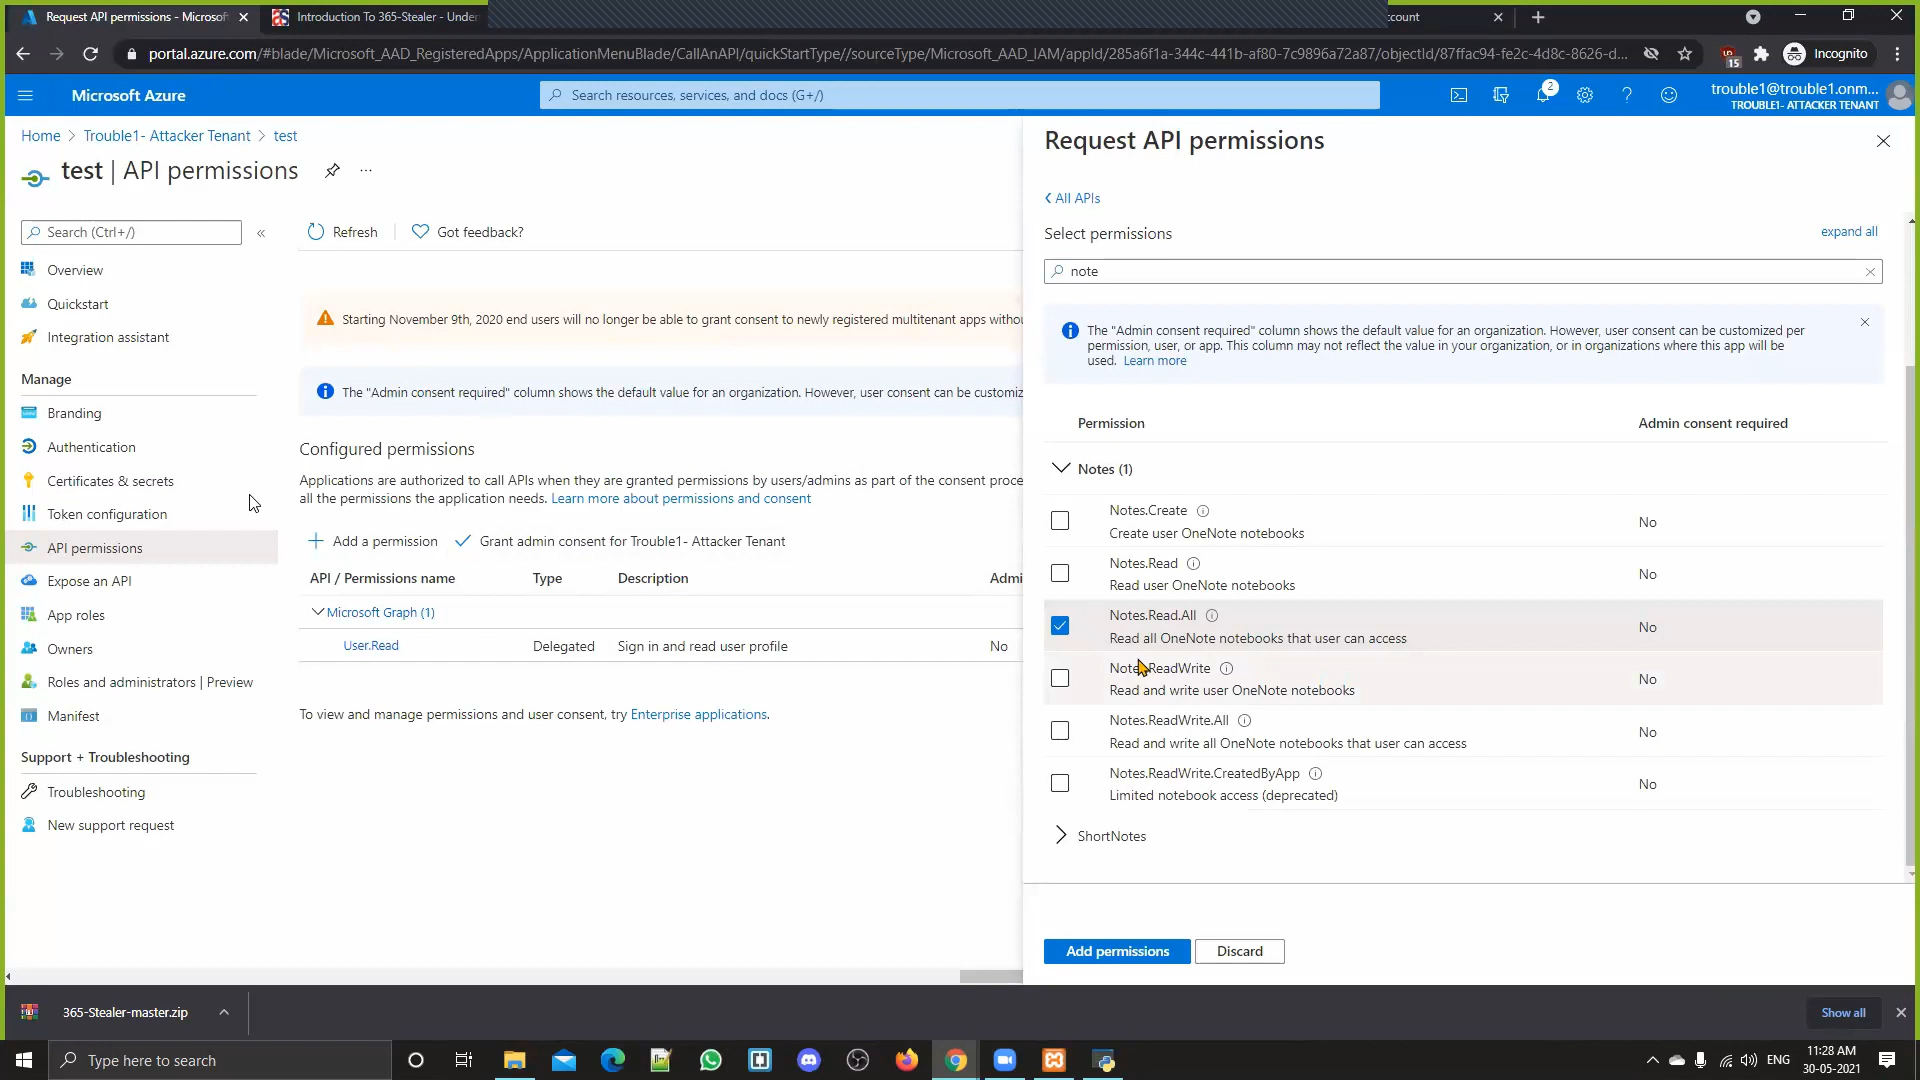 Request API permissions - Microsof
Introduction To 365-Stealer - Under
count
portal.azure.com/#blade/Microsoft_AAD_RegisteredApps/ApplicationMenuBlade/CallAnAPI/quickStartType//sourceType/Microsoft_AAD_IAM/appId/285a6f1a-344c-441b-af80-7c9896a72a87/objectId/87ffac94-fe2c-4d8c-8626-d...
15
Incognito
Microsoft Azure
Search resources, services, and docs (G+/)
2
trouble1@trouble1.onm...
TROUBLE1- ATTACKER TENANT
Home > Trouble1- Attacker Tenant > test
test | API permissions
...
Search (Ctrl+/)
«
Overview
Quickstart
Integration assistant
Manage
Branding
Authentication
Certificates & secrets
Token configuration
API permissions
Expose an API
App roles
Owners
Roles and administrators | Preview
Manifest
Support + Troubleshooting
Troubleshooting
New support request
Refresh
Got feedback?
Starting November 9th, 2020 end users will no longer be able to grant consent to newly registered multitenant apps withou
The "Admin consent required" column shows the default value for an organization. However, user consent can be customiz
Configured permissions
Applications are authorized to call APIs when they are granted permissions by users/admins as part of the consent proce
all the permissions the application needs. Learn more about permissions and consent
Add a permission
Grant admin consent for Trouble1- Attacker Tenant
API / Permissions name Type Description Admi
Microsoft Graph (1)
User.Read Delegated Sign in and read user profile No
To view and manage permissions and user consent, try Enterprise applications.
Request API permissions
All APIs
Select permissions
expand all
note
The "Admin consent required" column shows the default value for an organization. However, user consent can be customized per
permission, user, or app. This column may not reflect the value in your organization, or in organizations where this app will be
used. Learn more
Permission Admin consent required
Notes (1)
Notes.Create
Create user OneNote notebooks
No
Notes.Read
Read user OneNote notebooks
No
Notes.Read.All
Read all OneNote notebooks that user can access
No
Notes.ReadWrite
Read and write user OneNote notebooks
No
Notes.ReadWrite.All
Read and write all OneNote notebooks that user can access
No
Notes.ReadWrite.CreatedByApp
Limited notebook access (deprecated)
No
ShortNotes
Add permissions
Discard
365-Stealer-master.zip
Show all
Type here to search
ENG
11:28 AM
30-05-2021